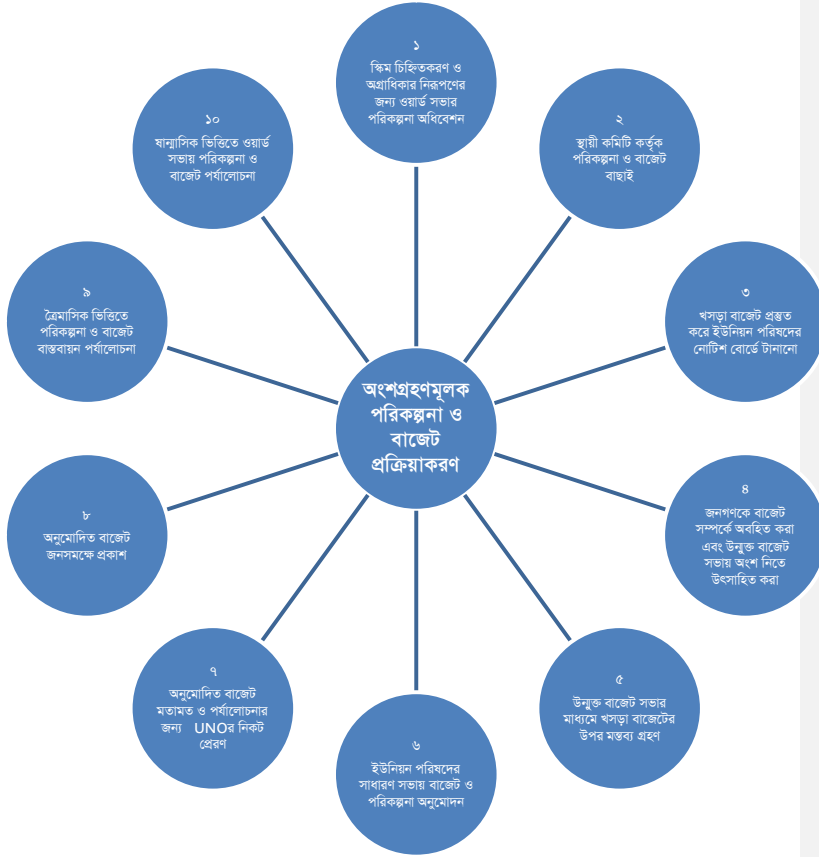 অংশগ্রহণমূলক
পরিকল্পনা ও
বাজেট
প্রক্রিয়াকরণ
১
স্কিম চিহ্নিতকরণ ও
অগ্রাধিকার নিরূপণের
জন্য ওয়ার্ড সভার
পরিকল্পনা অধিবেশন
২
স্থায়ী কমিটি কর্তৃক
পরিকল্পনা ও বাজেট
বাছাই
৩
খসড়া বাজেট প্রস্তুত
করে ইউনিয়ন পরিষদের
নোটিশ বোর্ডে টানানো
৪
জনগণকে বাজেট
সম্পর্কে অবহিত করা
এবং উন্মুক্ত বাজেট
সভায় অংশ নিতে
উৎসাহিত করা
৫
উন্মুক্ত বাজেট সভার
মাধ্যমে খসড়া বাজেটের
উপর মন্তব্য গ্রহণ
৬
ইউনিয়ন পরিষদের
সাধারণ সভায় বাজেট ও
পরিকল্পনা অনুমোদন
৭
অনুমোদিত বাজেট
মতামত ও পর্যালোচনার
জন্য UNOর নিকট
প্রেরণ
৮
অনুমোদিত বাজেট
জনসমক্ষে প্রকাশ
৯
ত্রৈমাসিক ভিত্তিতে
পরিকল্পনা ও বাজেট
বাস্তবায়ন পর্যালোচনা
১০
ষান্মাসিক ভিত্তিতে ওয়ার্ড
সভায় পরিকল্পনা ও
বাজেট পর্যালোচনা